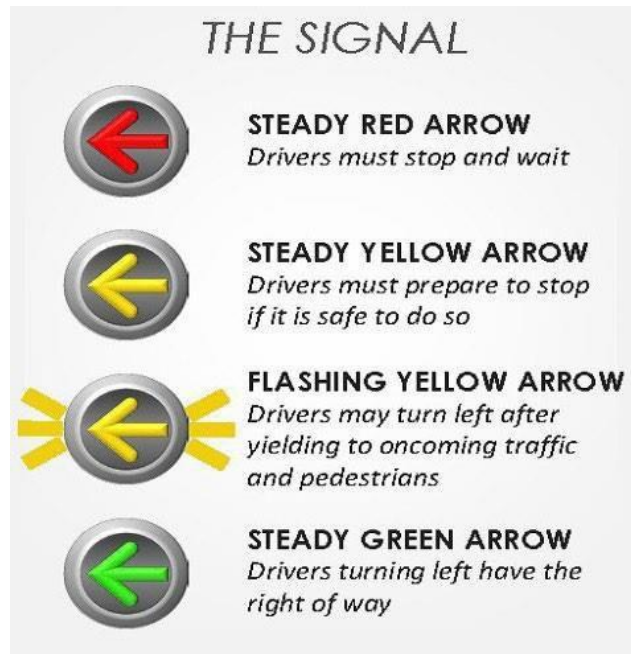 THE SIGNAL
STEADY RED ARROW
Drivers must stop and wait
STEADY YELLOW ARROW
Drivers must prepare to stop
if it is safe to do so
FLASHING YELLOW ARROW
Drivers may turn left after
yielding to oncoming traffic
and pedestrians
STEADY GREEN ARROW
Drivers turning left have the
right of way